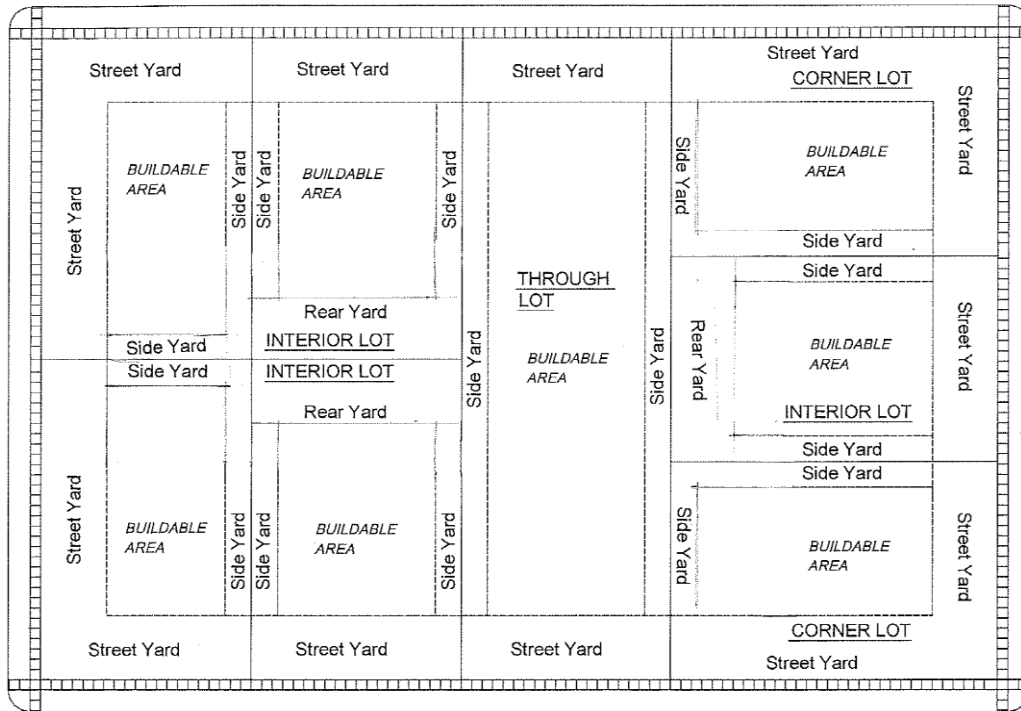 Street Yard
Street Yard
Street Yard
Street Yard
CORNER LOT
Street Yard
BUILDABLE
AREA
Side Yard
Side Yard
BUILDABLE
AREA
Side Yard
Side Yard
BUILDABLE
AREA
Street Yard
Side Yard
Side Yard
THROUGH
LOT
Rear Yard
Side Yard
INTERIOR LOT
Side Yard
BUILDABLE
AREA
Side Yard
Rear Yard
BUILDABLE
AREA
Street Yard
Side Yard
INTERIOR LOT
Rear Yard
INTERIOR LOT
Side Yard
Side Yard
Street Yard
BUILDABLE
AREA
Side Yard
Side Yard
BUILDABLE
AREA
Side Yard
Side Yard
BUILDABLE
AREA
Street Yard
CORNER LOT
Street Yard
Street Yard
Street Yard
Street Yard